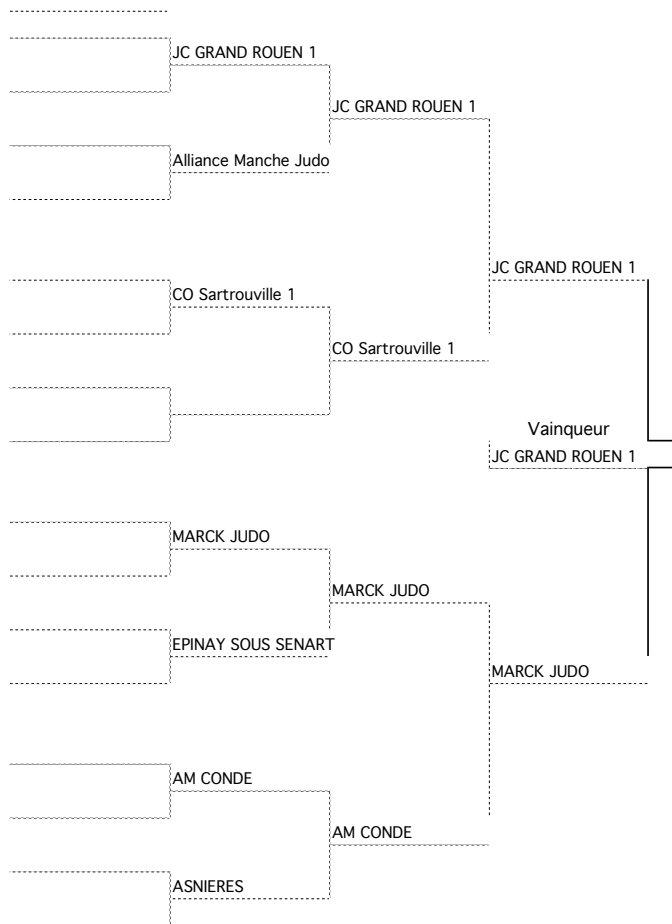 JC GRAND ROUEN 1
JC GRAND ROUEN 1
Alliance Manche Judo
JC GRAND ROUEN 1
CO Sartrouville 1
CO Sartrouville 1
Vainqueur
JC GRAND ROUEN 1
MARCK JUDO
MARCK JUDO
EPINAY SOUS SENART
MARCK JUDO
AM CONDE
AM CONDE
ASNIERES